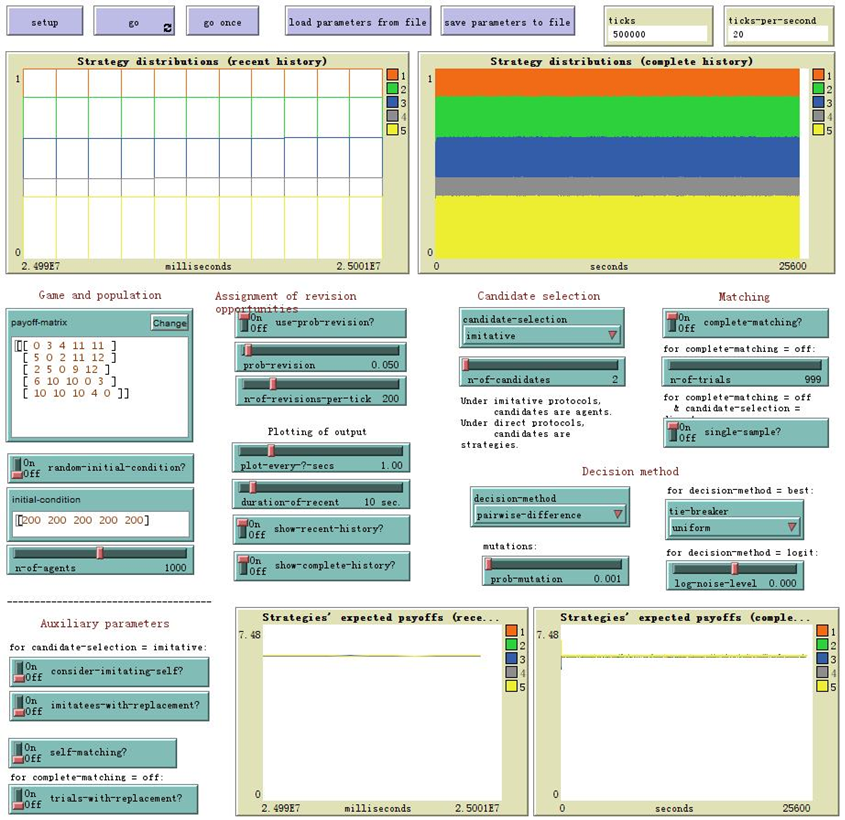 setup
go
go once
load parameters from file
save parameters to file
ticks
500000
ticks-per-second
20
Strategy distributions (recent history)
1
0
2.499E7
milliseconds
2.5001E7
1
2
3
4
5
Strategy distributions (complete history)
1
0
0
seconds
25600
1
2
3
4
5
Game and population
payoff-matrix
Change
[[ 0 3 4 11 11 ]
[ 5 0 2 11 12 ]
[ 2 5 0 9 12 ]
[ 6 10 10 0 3 ]
[ 10 10 10 4 0 ]]
On
Off
random-initial-condition?
initial-condition
[200 200 200 200 200]
n-of-agents
1000
Assignment of revision
opportunities
On
Off
use-prob-revision?
prob-revision
0.050
n-of-revisions-per-tick
200
Plotting of output
plot-every-?-secs
1.00
duration-of-recent
10 sec.
On
Off
show-recent-history?
On
Off
show-complete-history?
Candidate selection
candidate-selection
imitative
n-of-candidates
2
Under imitative protocols,
candidates are agents.
Under direct protocols,
candidates are
strategies.
Matching
On
Off
complete-matching?
for complete-matching = off:
n-of-trials
999
for complete-matching = off
& candidate-selection =
On
Off
single-sample?
Decision method
decision-method
pairwise-difference
mutations:
prob-mutation
0.001
for decision-method = best:
tie-breaker
uniform
for decision-method = logit:
log-noise-level
0.000
------------------------------------
Auxiliary parameters
for candidate-selection = imitative:
On
Off
consider-imitating-self?
On
Off
imitatees-with-replacement?
On
Off
self-matching?
for complete-matching = off:
On
Off
trials-with-replacement?
Strategies' expected payoffs (rece...
7.48
0
2.499E7
milliseconds
2.5001E7
1
2
3
4
5
Strategies' expected payoffs (comple...
7.48
0
0
seconds
25600
1
2
3
4
5